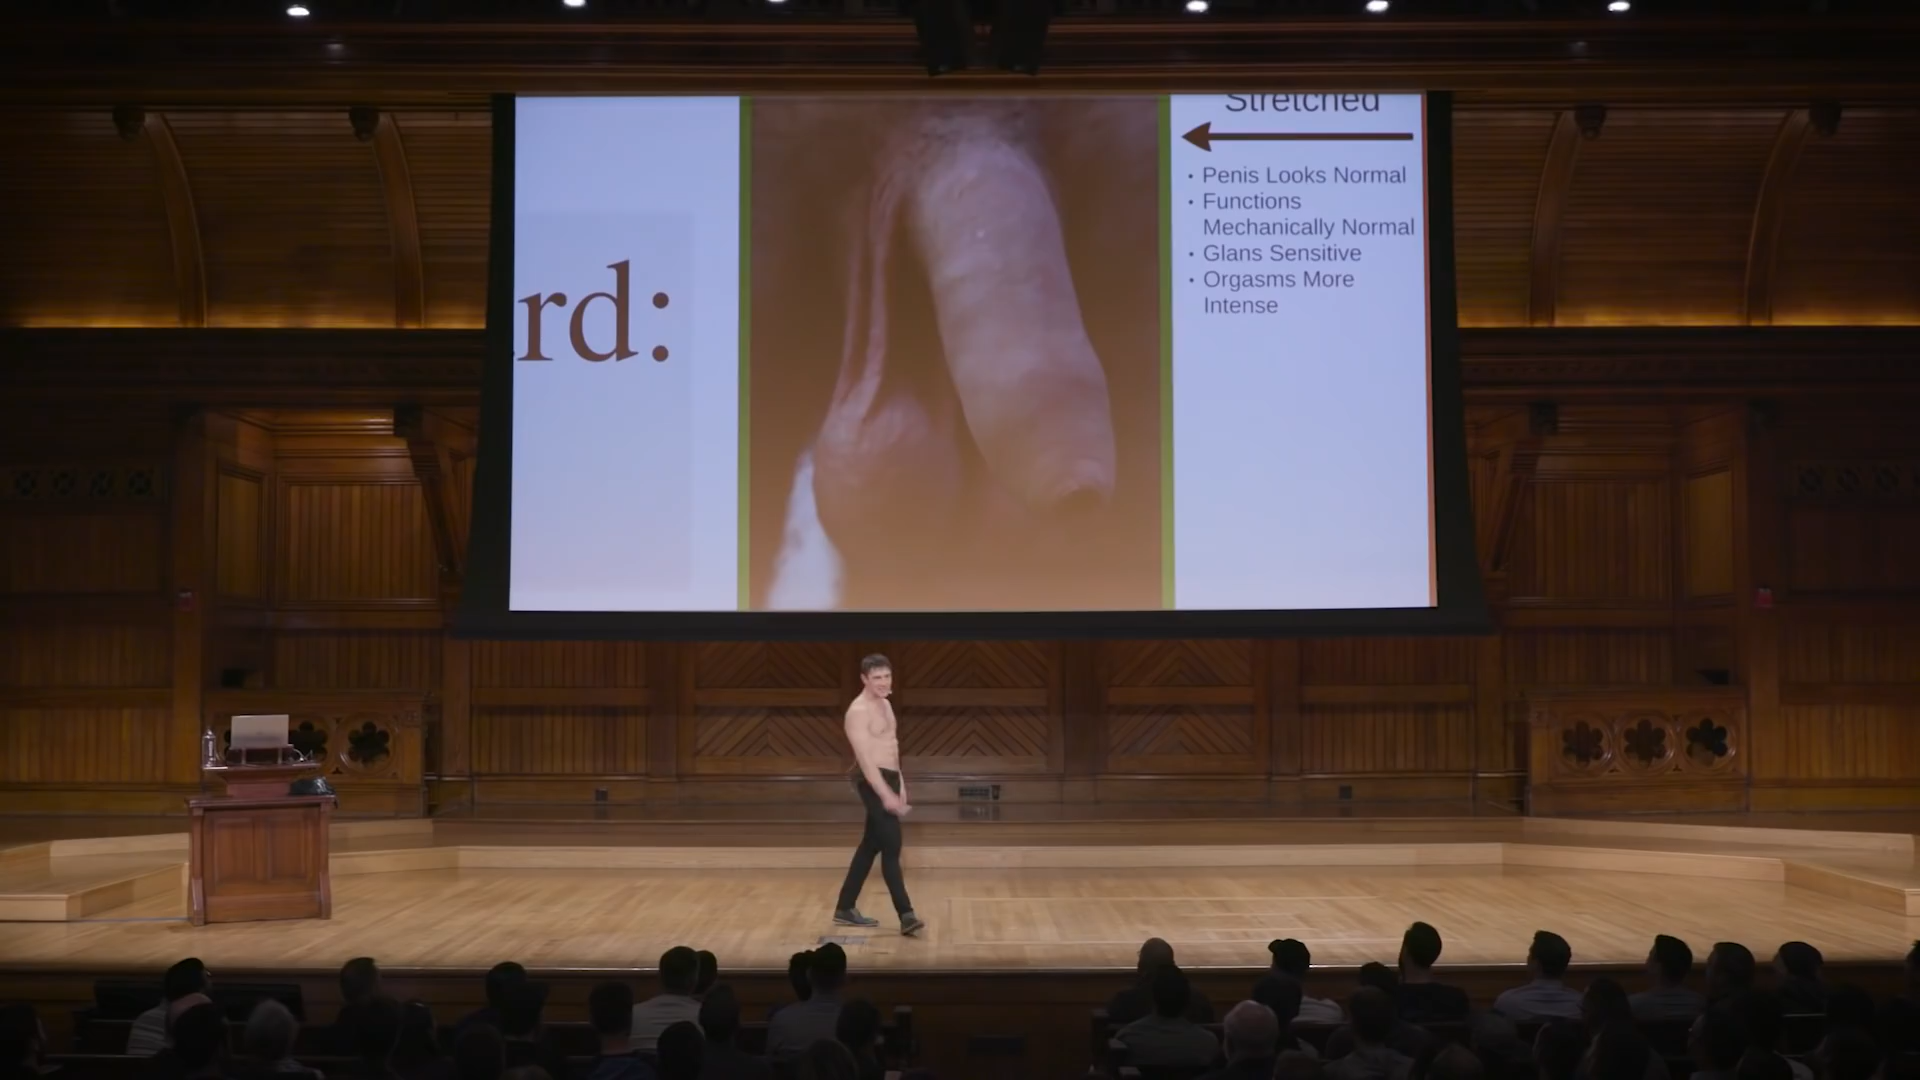 rd:
Stretched
• Penis Looks Normal
• Functions
Mechanically Normal
• Glans Sensitive
• Orgasms More
Intense